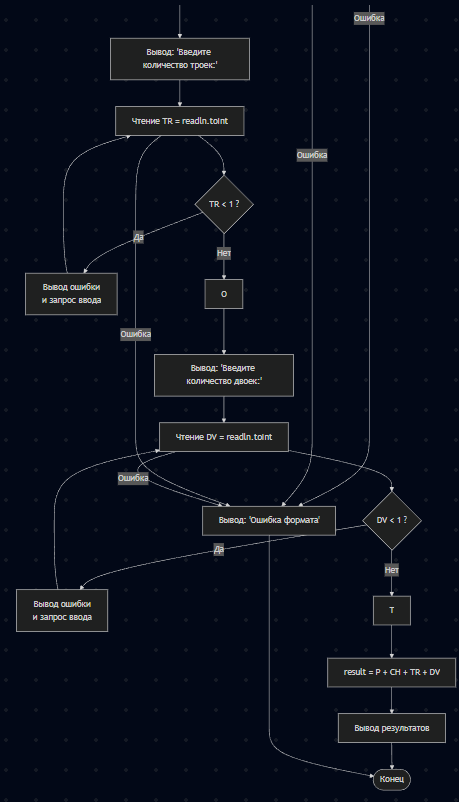 Ошибка
Вывод: 'Введите
количество троек:'
Чтение TR = readln.toInt
Ошибка
TR < 1 ?
Да
Нет
Вывод ошибки
и запрос ввода
O
Ошибка
Вывод: 'Введите
количество двоек:'
Чтение DV = readln.toInt
Ошибка
Вывод: 'Ошибка формата'
DV < 1 ?
Да
Нет
Вывод ошибки
и запрос ввода
T
result = P + CH + TR + DV
Вывод результатов
Конец